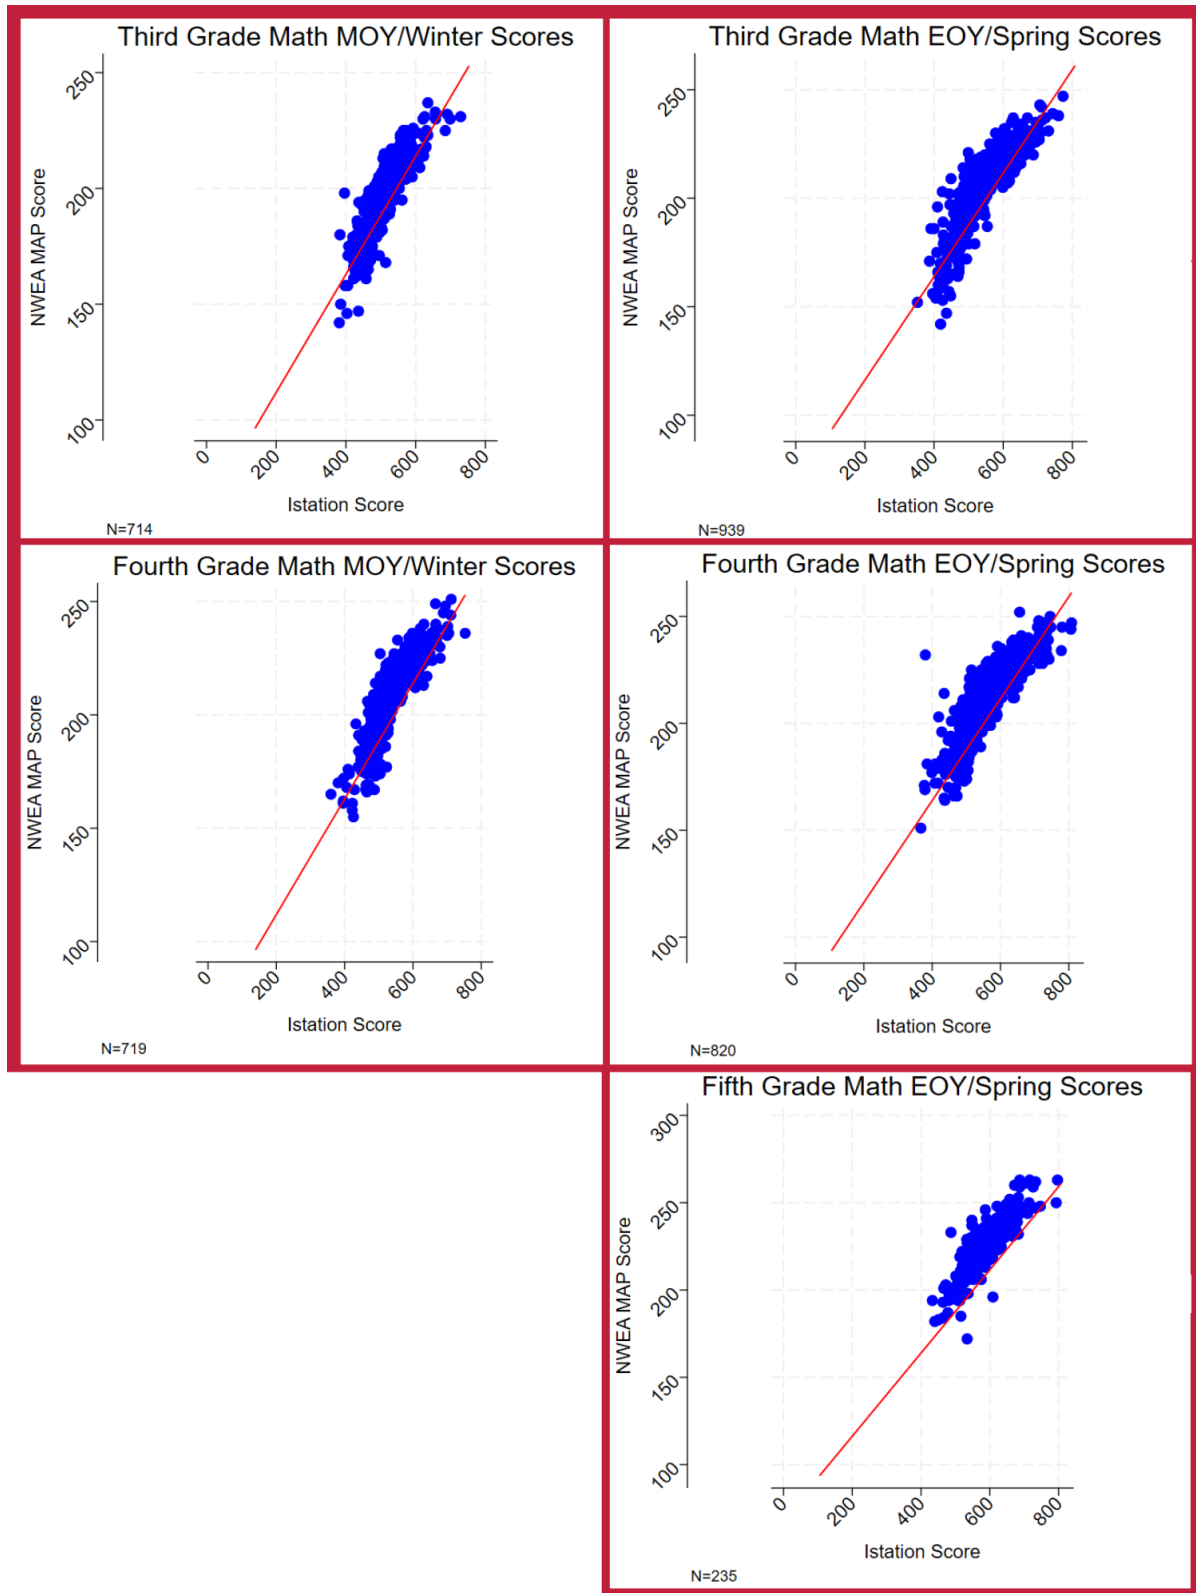 Third Grade Math MOY/Winter Scores
NWEA MAP Score
250
200
150
100
0 200 400 600 800
Istation Score
N=714
Third Grade Math EOY/Spring Scores
NWEA MAP Score
250
200
150
100
0 200 400 600 800
Istation Score
N=939
Fourth Grade Math MOY/Winter Scores
NWEA MAP Score
250
200
150
100
0 200 400 600 800
Istation Score
N=719
Fourth Grade Math EOY/Spring Scores
NWEA MAP Score
250
200
150
100
0 200 400 600 800
Istation Score
N=820
Fifth Grade Math EOY/Spring Scores
NWEA MAP Score
300
250
200
150
100
0 200 400 600 800
Istation Score
N=235